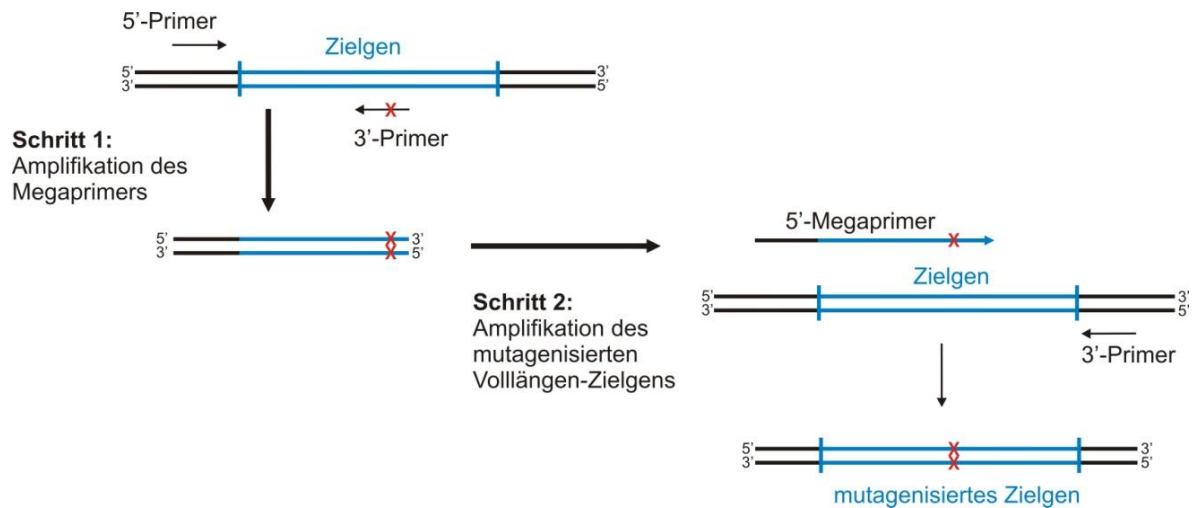 5'-Primer
Zielgen
5' 3'
3' 5'
X
3'-Primer
Schritt 1:
Amplifikation des
Megaprimers
5' X 3'
3' X 5'
5'-Megaprimer
X
Zielgen
5' 3'
3' 5'
3'-Primer
Schritt 2:
Amplifikation des
mutagenisierten
Volllängen-Zielgens
5' X 3'
3' X 5'
mutagenisiertes Zielgen